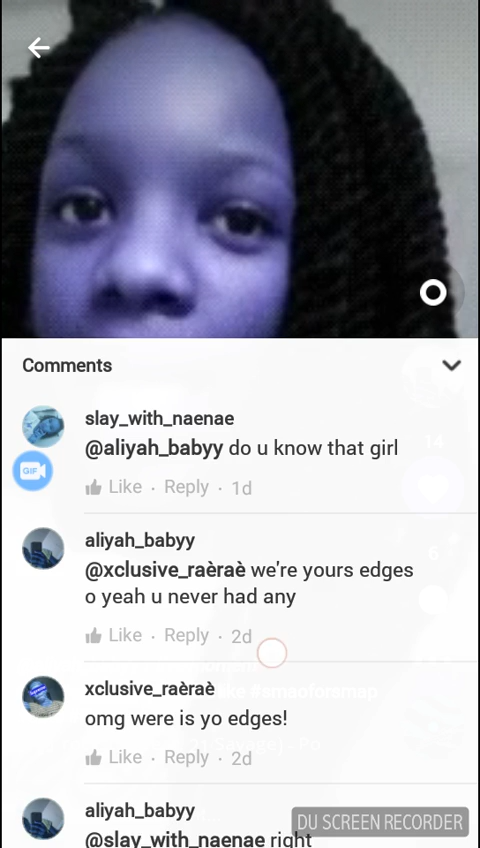 Comments
slay_with_naenae
@aliyah_babyy do u know that girl
GIF
Like · Reply · 1d
aliyah_babyy
@xclusive_raèraè we're yours edges
o yeah u never had any
Like · Reply · 2d
xclusive_raèraè
omg were is yo edges!
Like · Reply · 2d
aliyah_babyy
@slay_with_naenae right
DU SCREEN RECORDER